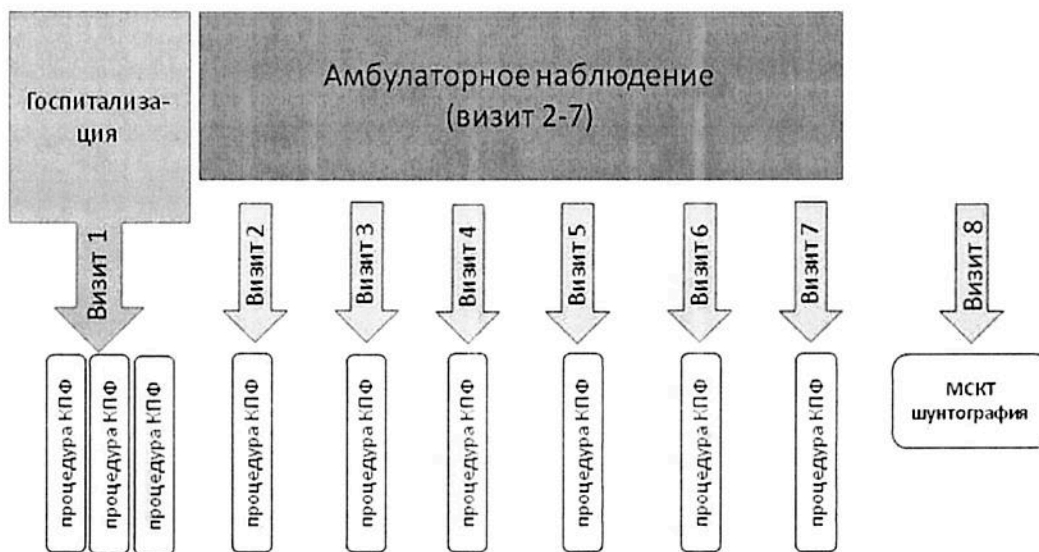 Госпитализа-
ция
Амбулаторное наблюдение
(визит 2-7)
Визит 1
Визит 2
Визит 3
Визит 4
Визит 5
Визит 6
Визит 7
Визит 8
процедура КПФ
процедура КПФ
процедура КПФ
процедура КПФ
процедура КПФ
процедура КПФ
процедура КПФ
процедура КПФ
процедура КПФ
МСКТ
шунтография